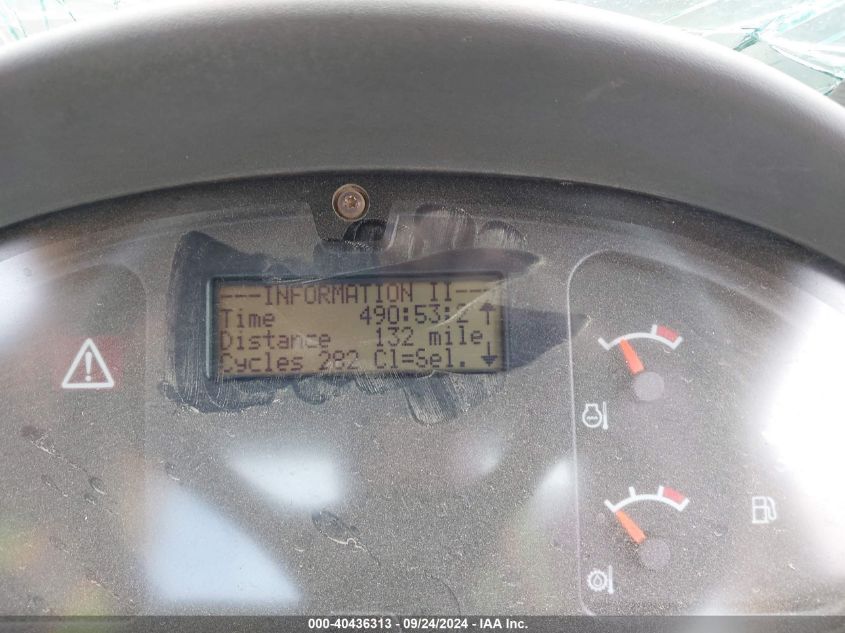 ---INFORMATION II---
Time 490:53:2
Distance 132 mile
Cycles 282 Cl=Sel.
000-40436313 - 09/24/2024 - IAA Inc.